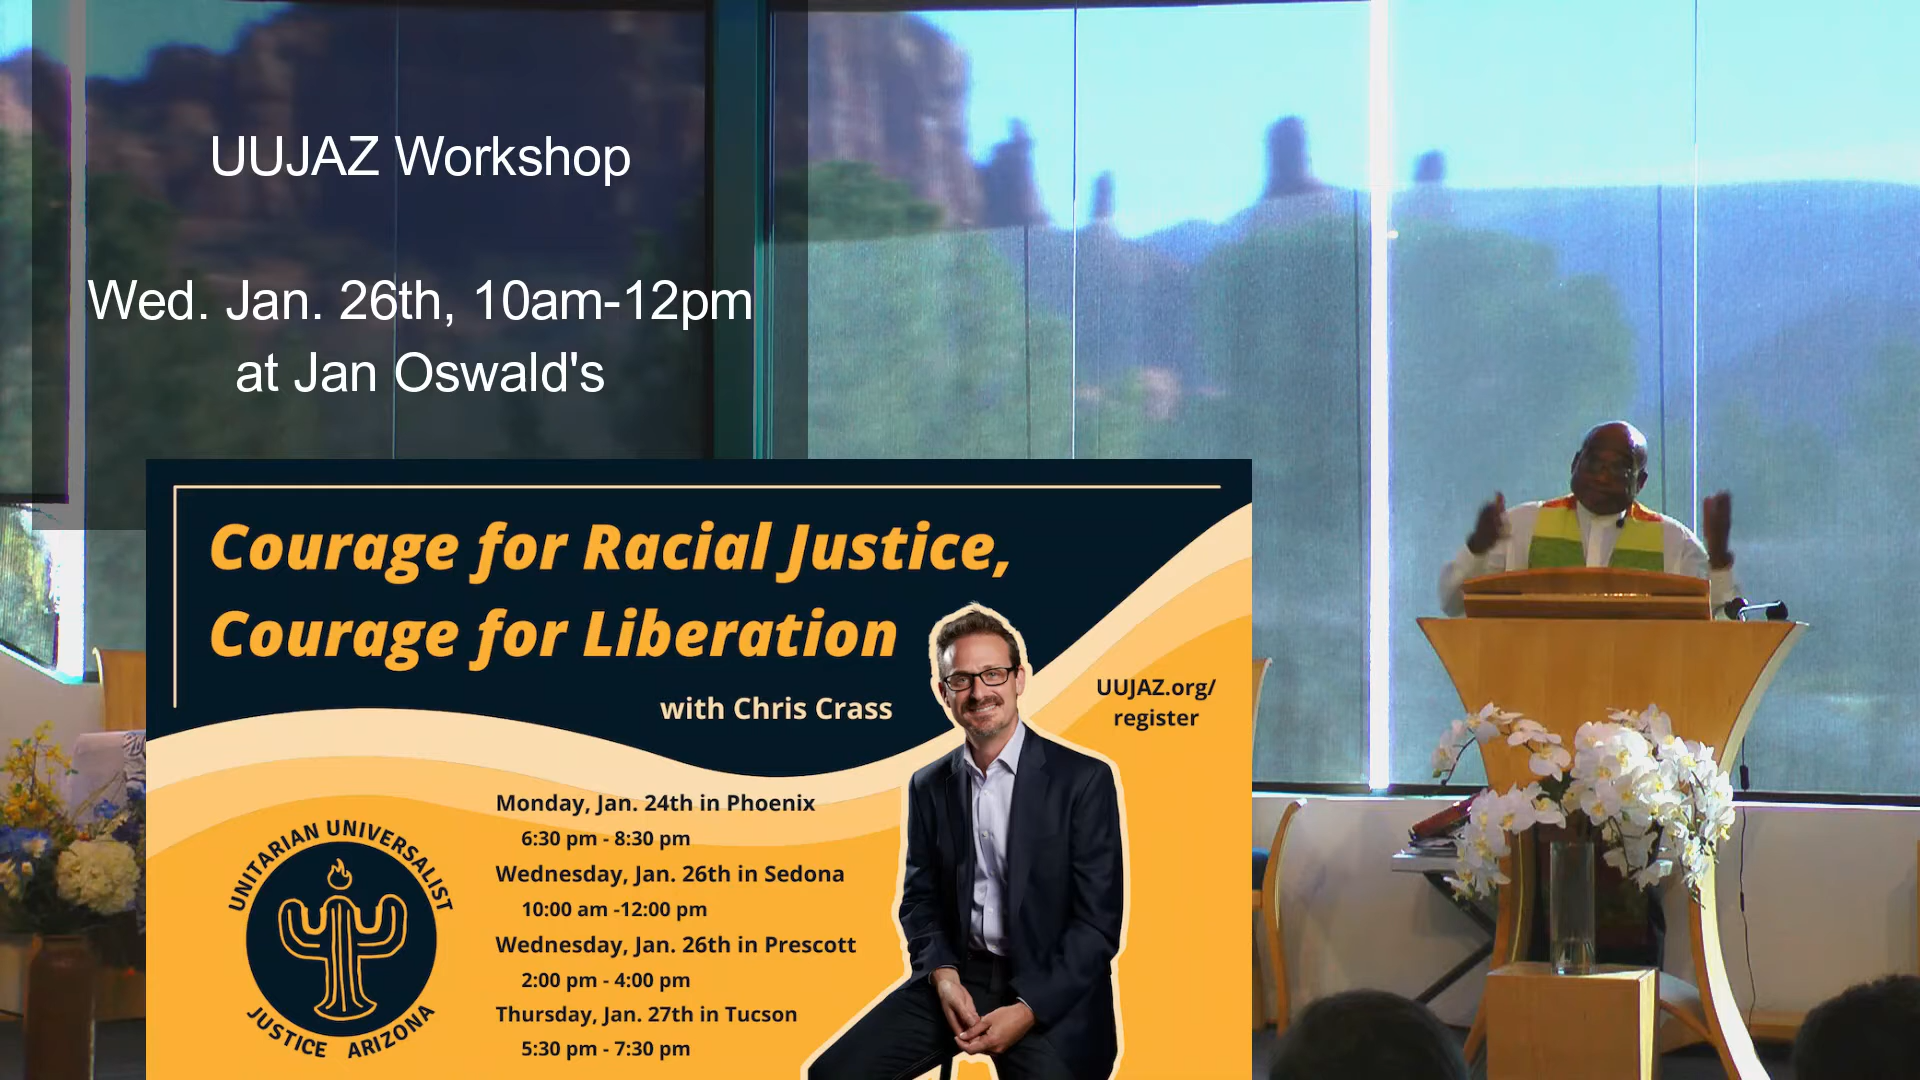 UUJAZ Workshop
Wed. Jan. 26th, 10am-12pm
at Jan Oswald's
Courage for Racial Justice,
Courage for Liberation
with Chris Crass
UUJAZ.org/
register
Monday, Jan. 24th in Phoenix
6:30 pm - 8:30 pm
Wednesday, Jan. 26th in Sedona
10:00 am -12:00 pm
Wednesday, Jan. 26th in Prescott
2:00 pm - 4:00 pm
Thursday, Jan. 27th in Tucson
5:30 pm - 7:30 pm
UNITARIAN UNIVERSALIST
JUSTICE ARIZONA